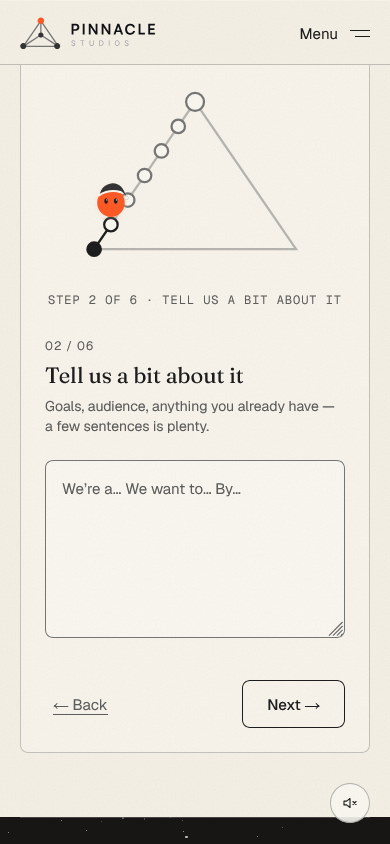 PINNACLE
STUDIOS
Menu
STEP 2 OF 6 · TELL US A BIT ABOUT IT
02 / 06
Tell us a bit about it
Goals, audience, anything you already have —
a few sentences is plenty.
We're a… We want to… By…
← Back
Next →